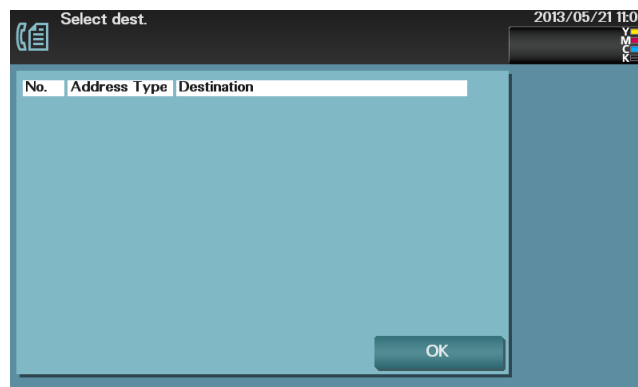 Select dest.
2013/05/21 11:0
Y
M
C
K
No. Address Type Destination
OK